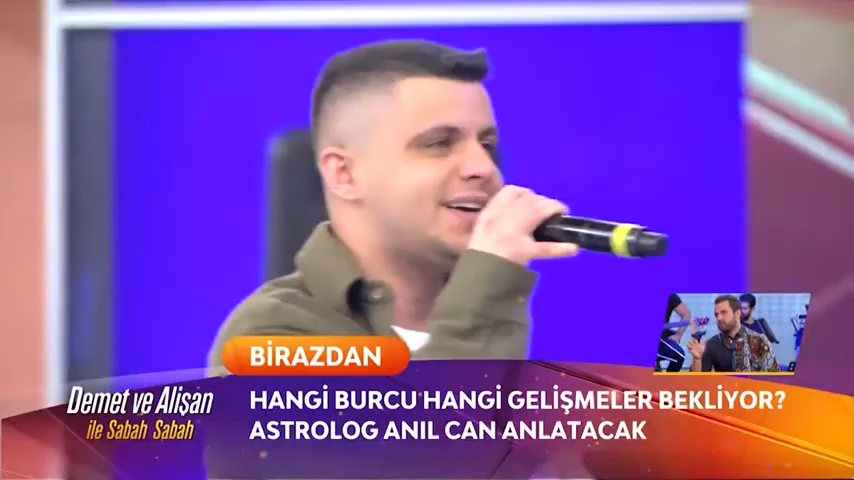 BİRAZDAN
Demet ve Alişan
ile Sabah Sabah
HANGİ BURCU HANGİ GELİŞMELER BEKLİYOR?
ASTROLOG ANIL CAN ANLATACAK